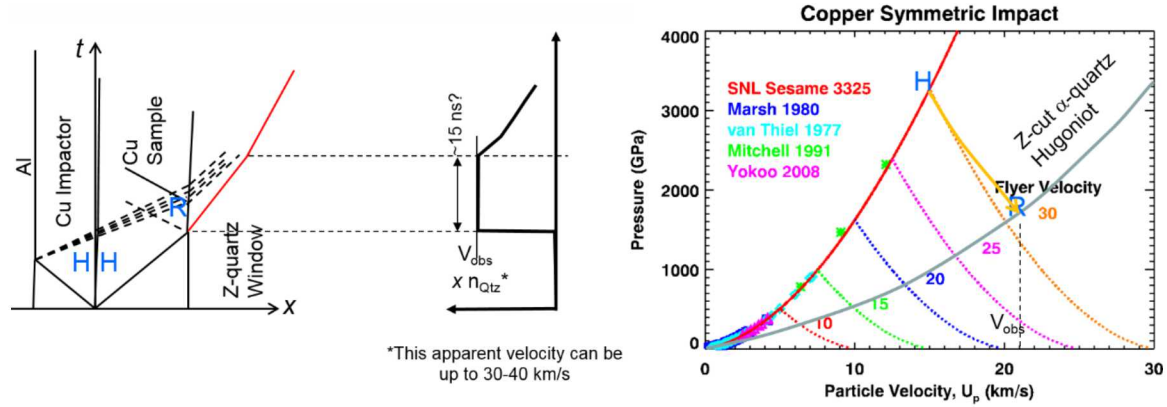 t
Al
Cu Impactor
Cu
Sample
R
H H
Z-quartz
Window
x
~15 ns?
V_obs
x n_Qtz*
*This apparent velocity can be
up to 30-40 km/s
Copper Symmetric Impact
Pressure (GPa)
4000
3000
2000
1000
0
SNL Sesame 3325
Marsh 1980
van Thiel 1977
Mitchell 1991
Yokoo 2008
H
Z-cut α-quartz
Hugoniot
Flyer Velocity
R
30
25
20
15
10
V_obs
0
10
20
30
Particle Velocity, U_p (km/s)